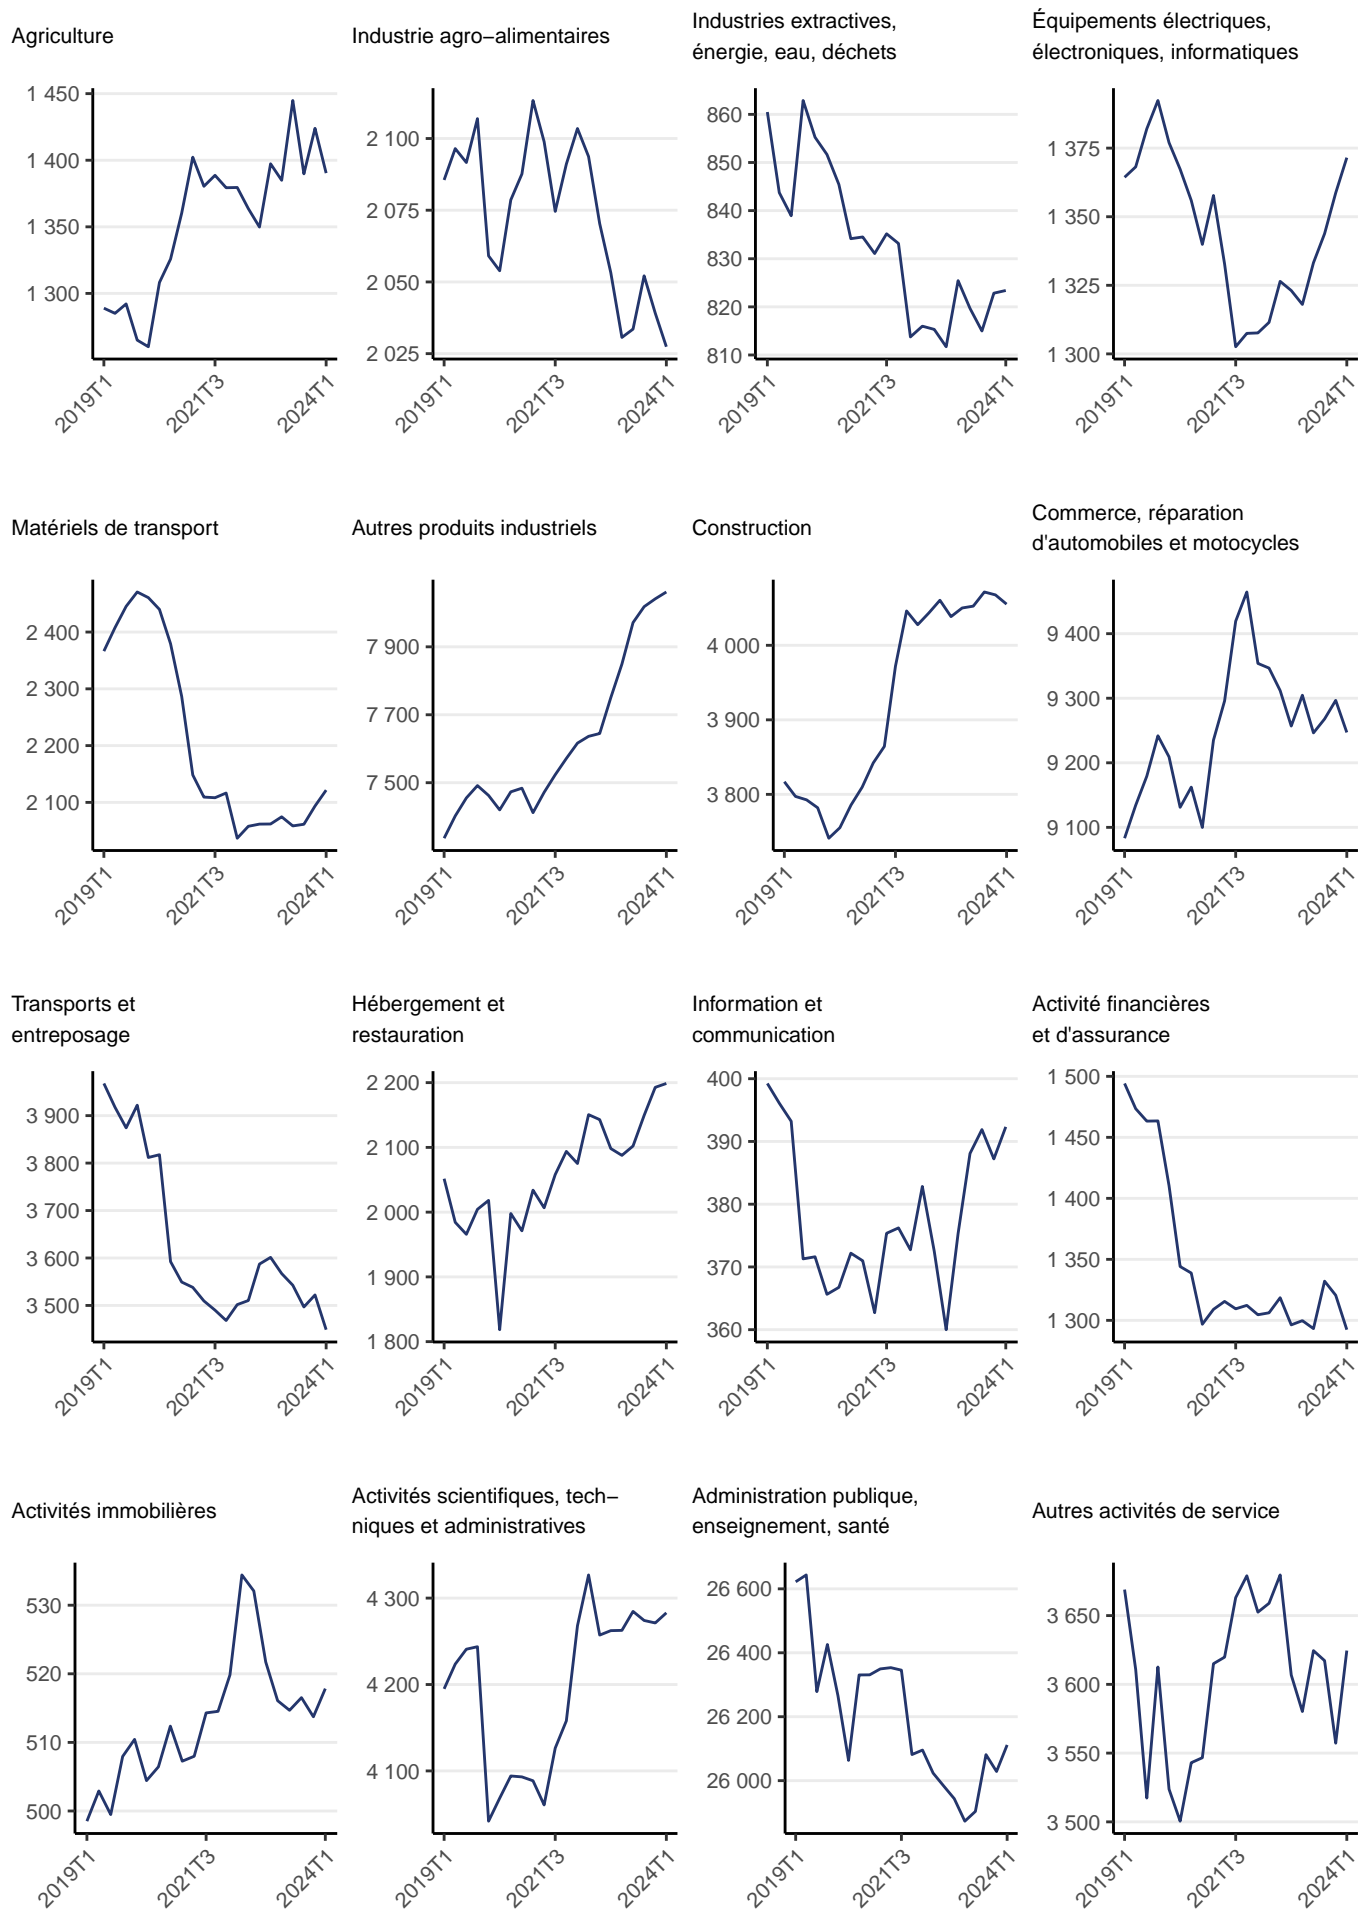 Agriculture
1 450
1 400
1 350
1 300
2019T1
2021T3
2024T1
Industrie agro−alimentaires
2 100
2 075
2 050
2 025
2019T1
2021T3
2024T1
Industries extractives,
énergie, eau, déchets
860
850
840
830
820
810
2019T1
2021T3
2024T1
Équipements électriques,
électroniques, informatiques
1 375
1 350
1 325
1 300
2019T1
2021T3
2024T1
Matériels de transport
2 400
2 300
2 200
2 100
2019T1
2021T3
2024T1
Autres produits industriels
7 900
7 700
7 500
2019T1
2021T3
2024T1
Construction
4 000
3 900
3 800
2019T1
2021T3
2024T1
Commerce, réparation
d'automobiles et motocycles
9 400
9 300
9 200
9 100
2019T1
2021T3
2024T1
Transports et
entreposage
3 900
3 800
3 700
3 600
3 500
2019T1
2021T3
2024T1
Hébergement et
restauration
2 200
2 100
2 000
1 900
1 800
2019T1
2021T3
2024T1
Information et
communication
400
390
380
370
360
2019T1
2021T3
2024T1
Activité financières
et d'assurance
1 500
1 450
1 400
1 350
1 300
2019T1
2021T3
2024T1
Activités immobilières
530
520
510
500
2019T1
2021T3
2024T1
Activités scientifiques, tech−
niques et administratives
4 300
4 200
4 100
2019T1
2021T3
2024T1
Administration publique,
enseignement, santé
26 600
26 400
26 200
26 000
2019T1
2021T3
2024T1
Autres activités de service
3 650
3 600
3 550
3 500
2019T1
2021T3
2024T1